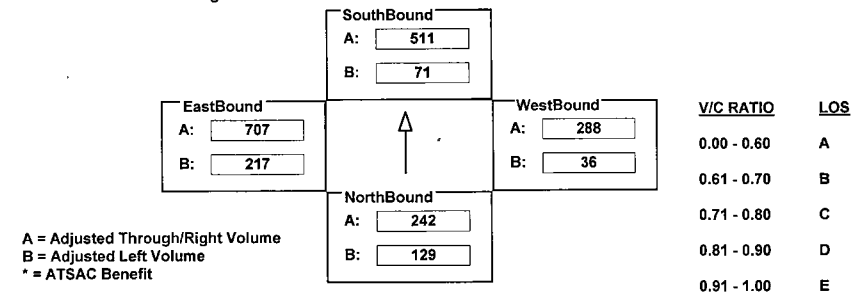 SouthBound
A: 511
B: 71
EastBound
A: 707
B: 217
WestBound
A: 288
B: 36
NorthBound
A: 242
B: 129
A = Adjusted Through/Right Volume
B = Adjusted Left Volume
* = ATSAC Benefit
V/C RATIO LOS
0.00 - 0.60 A
0.61 - 0.70 B
0.71 - 0.80 C
0.81 - 0.90 D
0.91 - 1.00 E